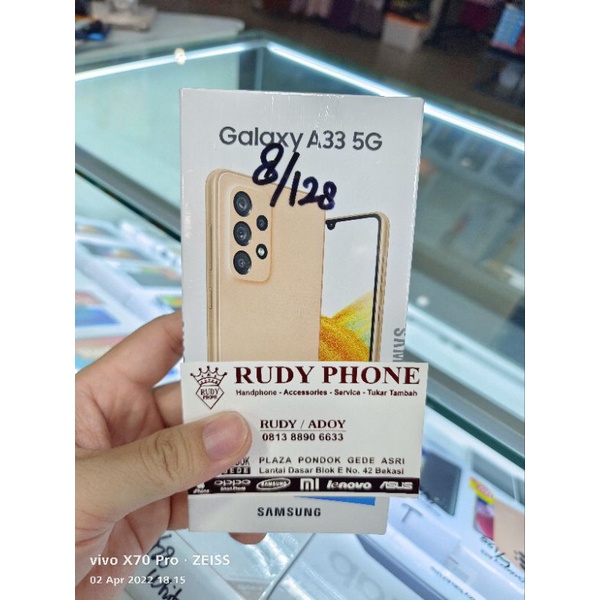 Galaxy A33 5G
8/128
RUDY PHONE
RUDY PHONE
Handphone - Accessories - Service - Tukar Tambah
RUDY / ADOY
0813 8890 6633
PLAZA PONDOK GEDE ASRI
Lantai Dasar Blok E No. 42 Bekasi
oppo SAMSUNG mi lenovo ASUS
SAMSUNG
vivo X70 Pro · ZEISS
02 Apr 2022 18:15